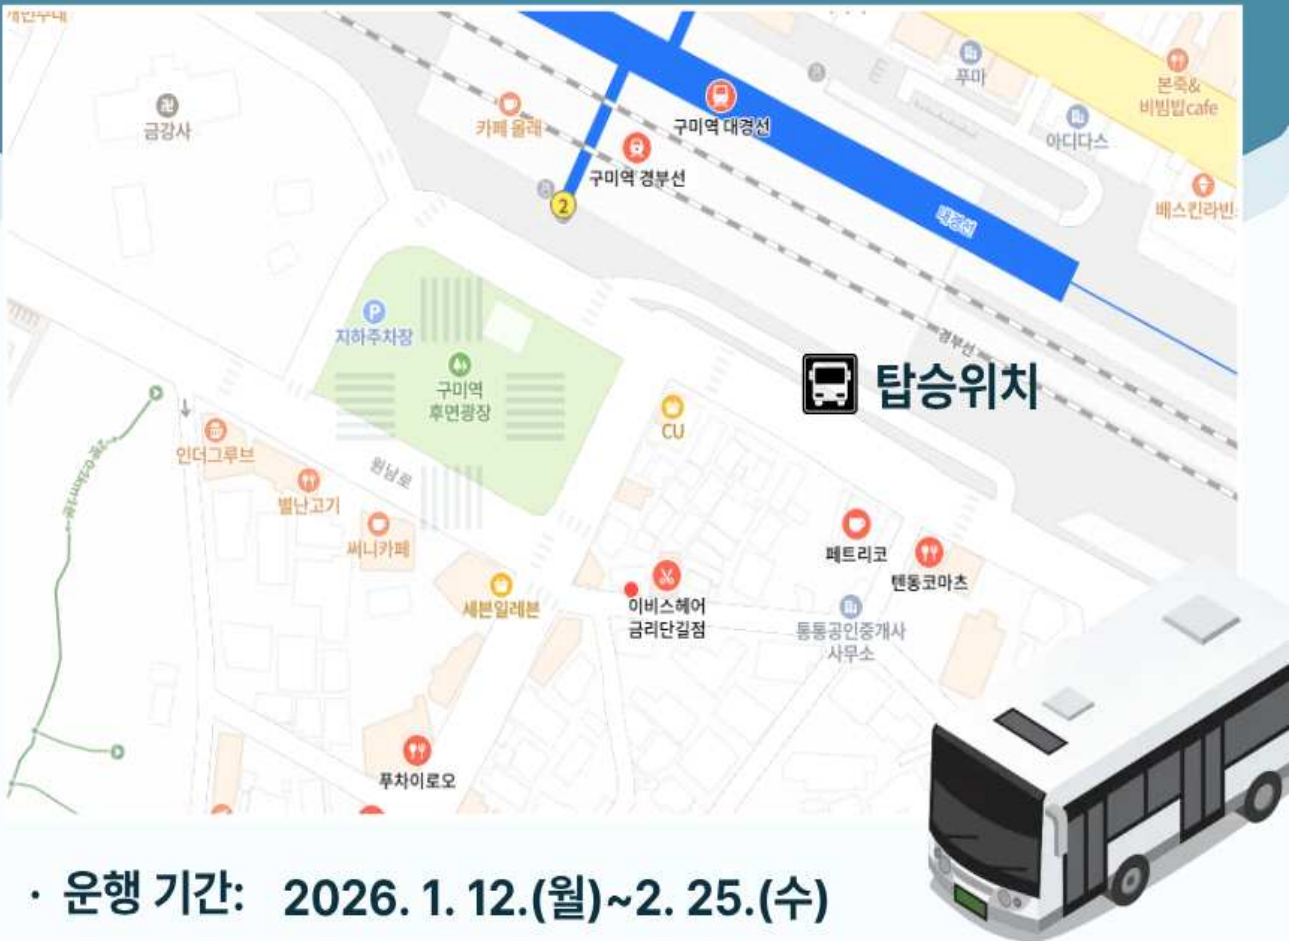 푸마
본죽&
비빔밥cafe
금강사
카페 올래
구미역 대경선
아디다스
구미역 경부선
2
배스킨라빈
대경선
P
지하주차장
경부선
탑승위치
구미역
후면광장
CU
인더그루브
원남로
별난고기
써니카페
페트리코
텐동코마츠
세븐일레븐
이비스헤어
금리단길점
통통공인중개사
사무소
푸차이로오
· 운행 기간: 2026. 1. 12.(월)~2. 25.(수)